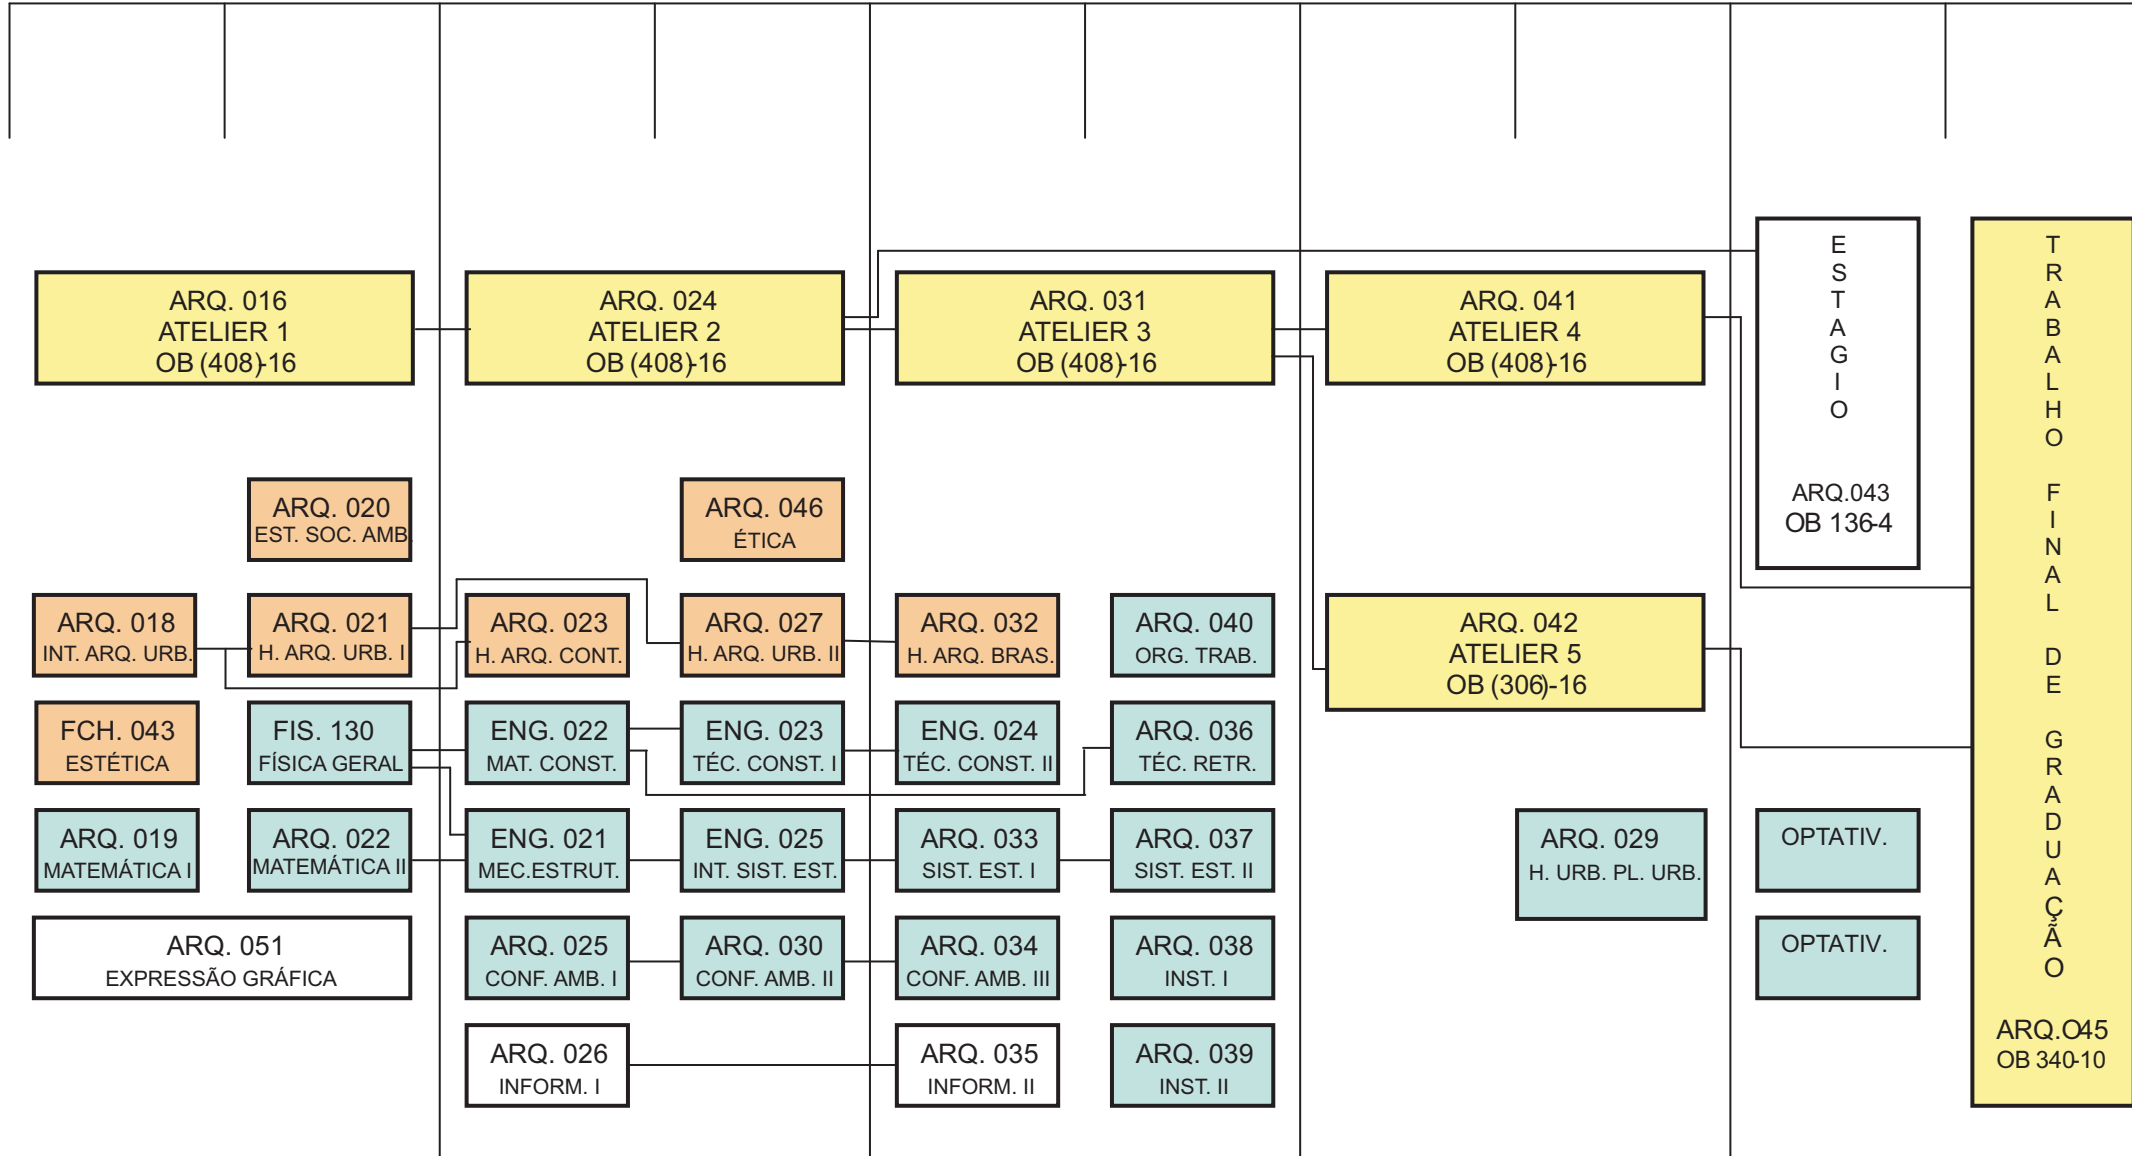 ARQ. 016
ATELIER 1
OB (408)-16
ARQ. 024
ATELIER 2
OB (408)-16
ARQ. 031
ATELIER 3
OB (408)-16
ARQ. 041
ATELIER 4
OB (408)-16
E
S
T
A
G
I
O
ARQ.043
OB 136-4
T
R
A
B
A
L
H
O
F
I
N
A
L
D
E
G
R
A
D
U
A
Ç
Ã
O
ARQ.O45
OB 340-10
ARQ. 020
EST. SOC. AMB.
ARQ. 046
ÉTICA
ARQ. 018
INT. ARQ. URB.
ARQ. 021
H. ARQ. URB. I
ARQ. 023
H. ARQ. CONT.
ARQ. 027
H. ARQ. URB. II
ARQ. 032
H. ARQ. BRAS.
ARQ. 040
ORG. TRAB.
ARQ. 042
ATELIER 5
OB (306)-16
FCH. 043
ESTÉTICA
FIS. 130
FÍSICA GERAL
ENG. 022
MAT. CONST.
ENG. 023
TÉC. CONST. I
ENG. 024
TÉC. CONST. II
ARQ. 036
TÉC. RETR.
ARQ. 019
MATEMÁTICA I
ARQ. 022
MATEMÁTICA II
ENG. 021
MEC.ESTRUT.
ENG. 025
INT. SIST. EST.
ARQ. 033
SIST. EST. I
ARQ. 037
SIST. EST. II
ARQ. 029
H. URB. PL. URB.
OPTATIV.
ARQ. 051
EXPRESSÃO GRÁFICA
ARQ. 025
CONF. AMB. I
ARQ. 030
CONF. AMB. II
ARQ. 034
CONF. AMB. III
ARQ. 038
INST. I
OPTATIV.
ARQ. 026
INFORM. I
ARQ. 035
INFORM. II
ARQ. 039
INST. II